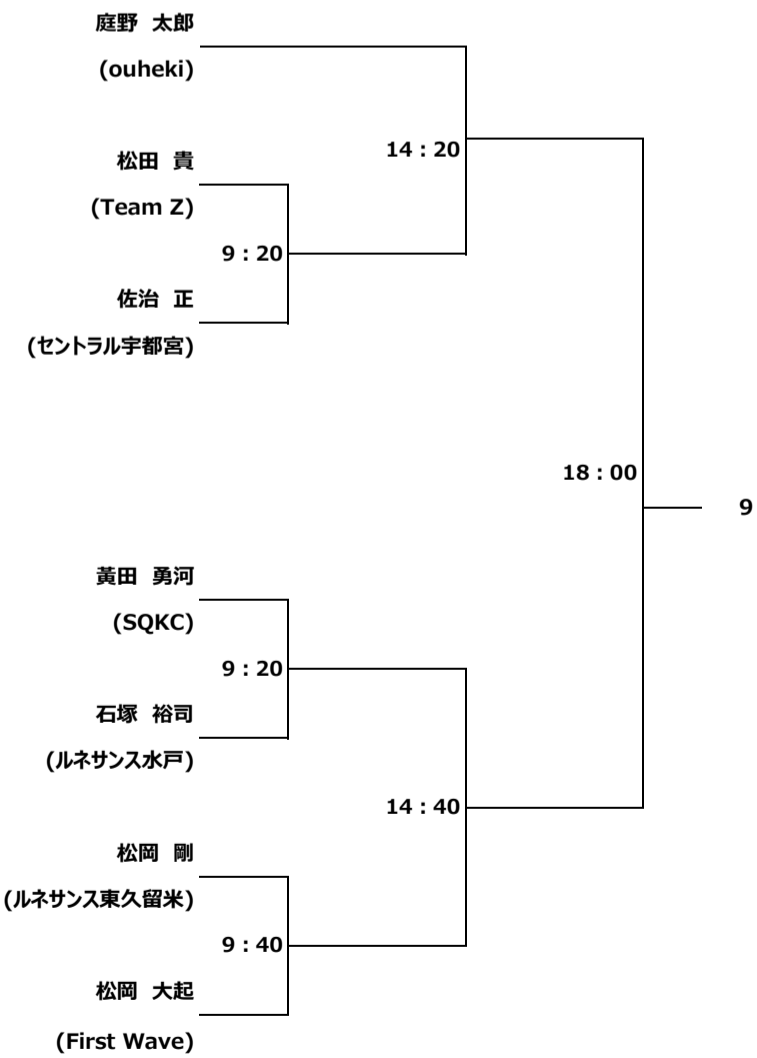 庭野 太郎
(ouheki)
14：20
松田 貴
(Team Z)
9：20
佐治 正
(セントラル宇都宮)
18：00
9
黃田 勇河
(SQKC)
9：20
石塚 裕司
(ルネサンス水戸)
14：40
松岡 剛
(ルネサンス東久留米)
9：40
松岡 大起
(First Wave)